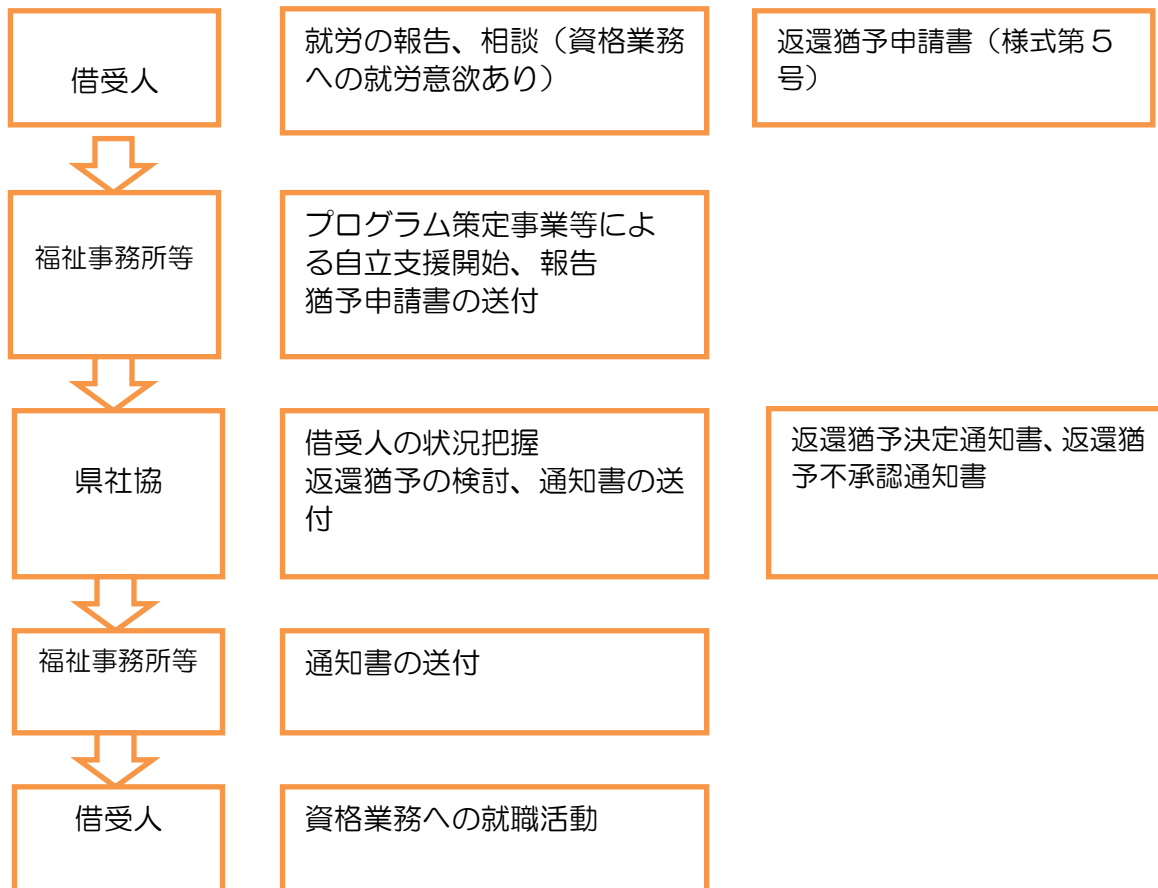 借受人
就労の報告、相談（資格業務
への就労意欲あり）
返還猶予申請書（様式第５
号）
福祉事務所等
プログラム策定事業等によ
る自立支援開始、報告
猶予申請書の送付
県社協
借受人の状況把握
返還猶予の検討、通知書の送
付
返還猶予決定通知書、返還猶
予不承認通知書
福祉事務所等
通知書の送付
借受人
資格業務への就職活動